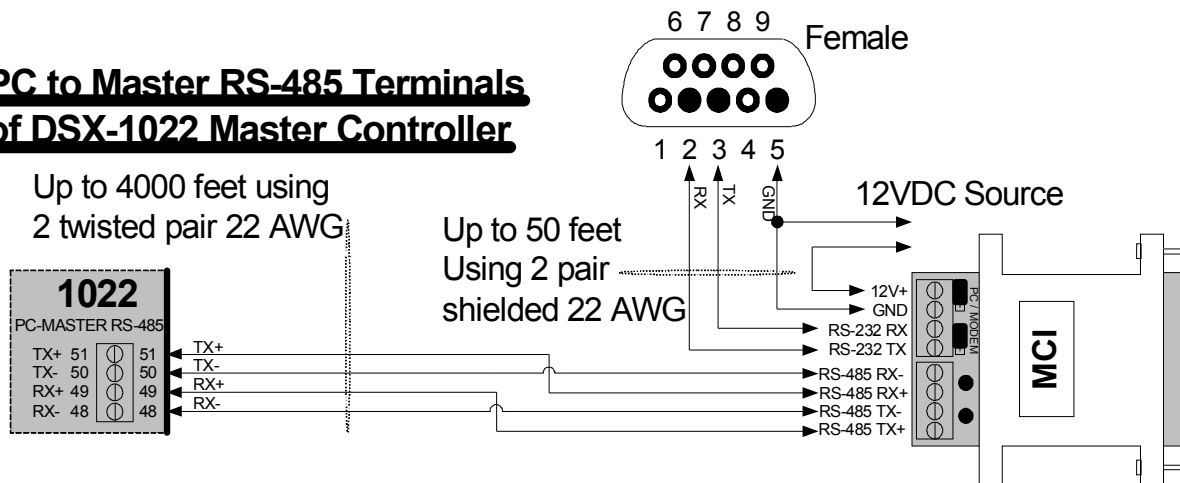 6 7 8 9
Female
PC to Master RS-485 Terminals
of DSX-1022 Master Controller
1 2 3 4 5
RX
TX
GND
Up to 4000 feet using
2 twisted pair 22 AWG
Up to 50 feet
Using 2 pair
shielded 22 AWG
12VDC Source
1022
PC-MASTER RS-485
TX+ 51 51 TX+
TX- 50 50 TX-
RX+ 49 49 RX+
RX- 48 48 RX-
12V+
GND
RS-232 RX
RS-232 TX
RS-485 RX-
RS-485 RX+
RS-485 TX-
RS-485 TX+
PC / MODEM
MCI